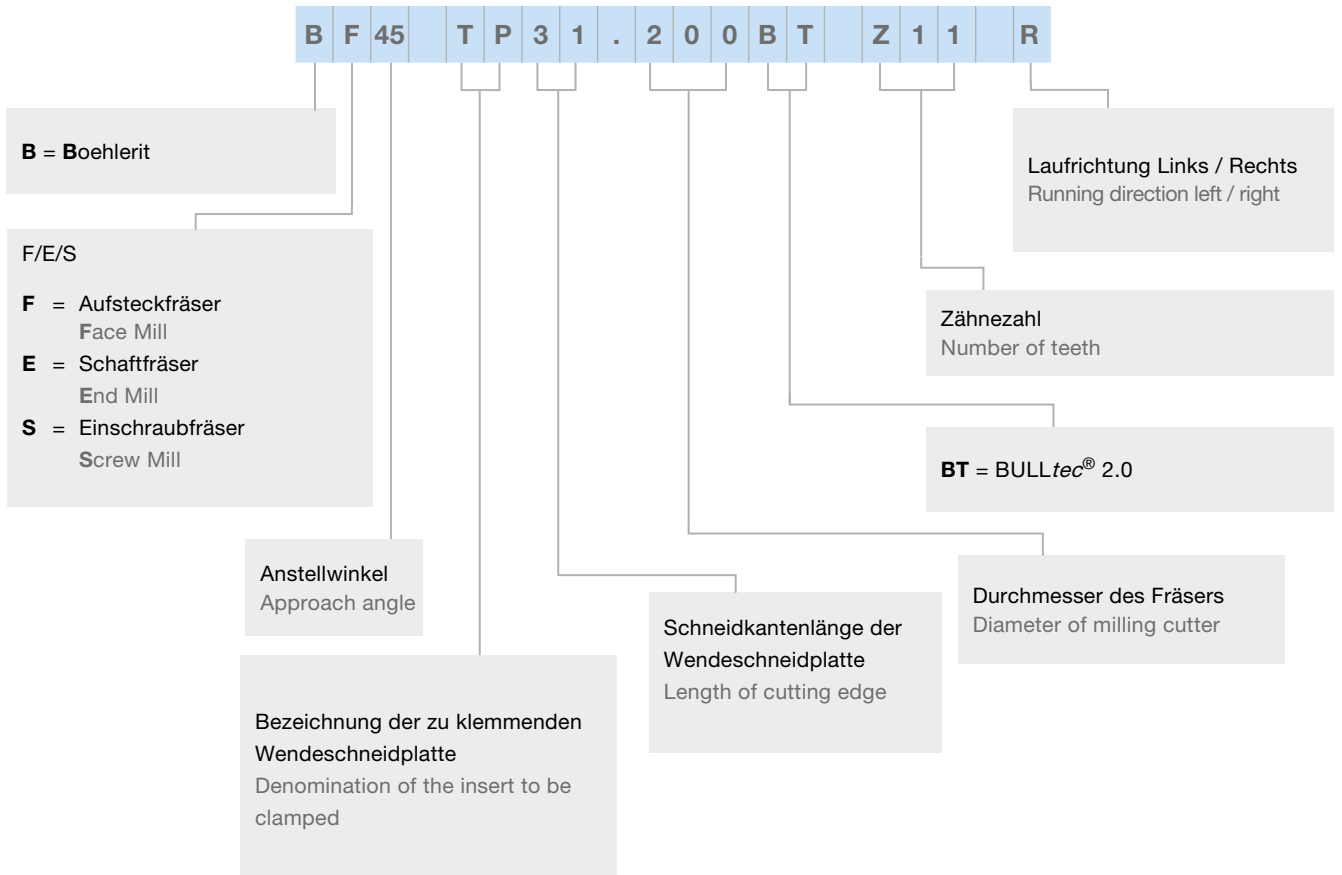 B F 45 T P 3 1 . 2 0 0 B T Z 1 1 R
B = Boehlerit
F/E/S
F = Aufsteckfräser
Face Mill
E = Schaftfräser
End Mill
S = Einschraubfräser
Screw Mill
Anstellwinkel
Approach angle
Bezeichnung der zu klemmenden
Wendeschneidplatte
Denomination of the insert to be
clamped
Schneidkantenlänge der
Wendeschneidplatte
Length of cutting edge
Durchmesser des Fräsers
Diameter of milling cutter
BT = BULLtec® 2.0
Zähnezahl
Number of teeth
Laufrichtung Links / Rechts
Running direction left / right